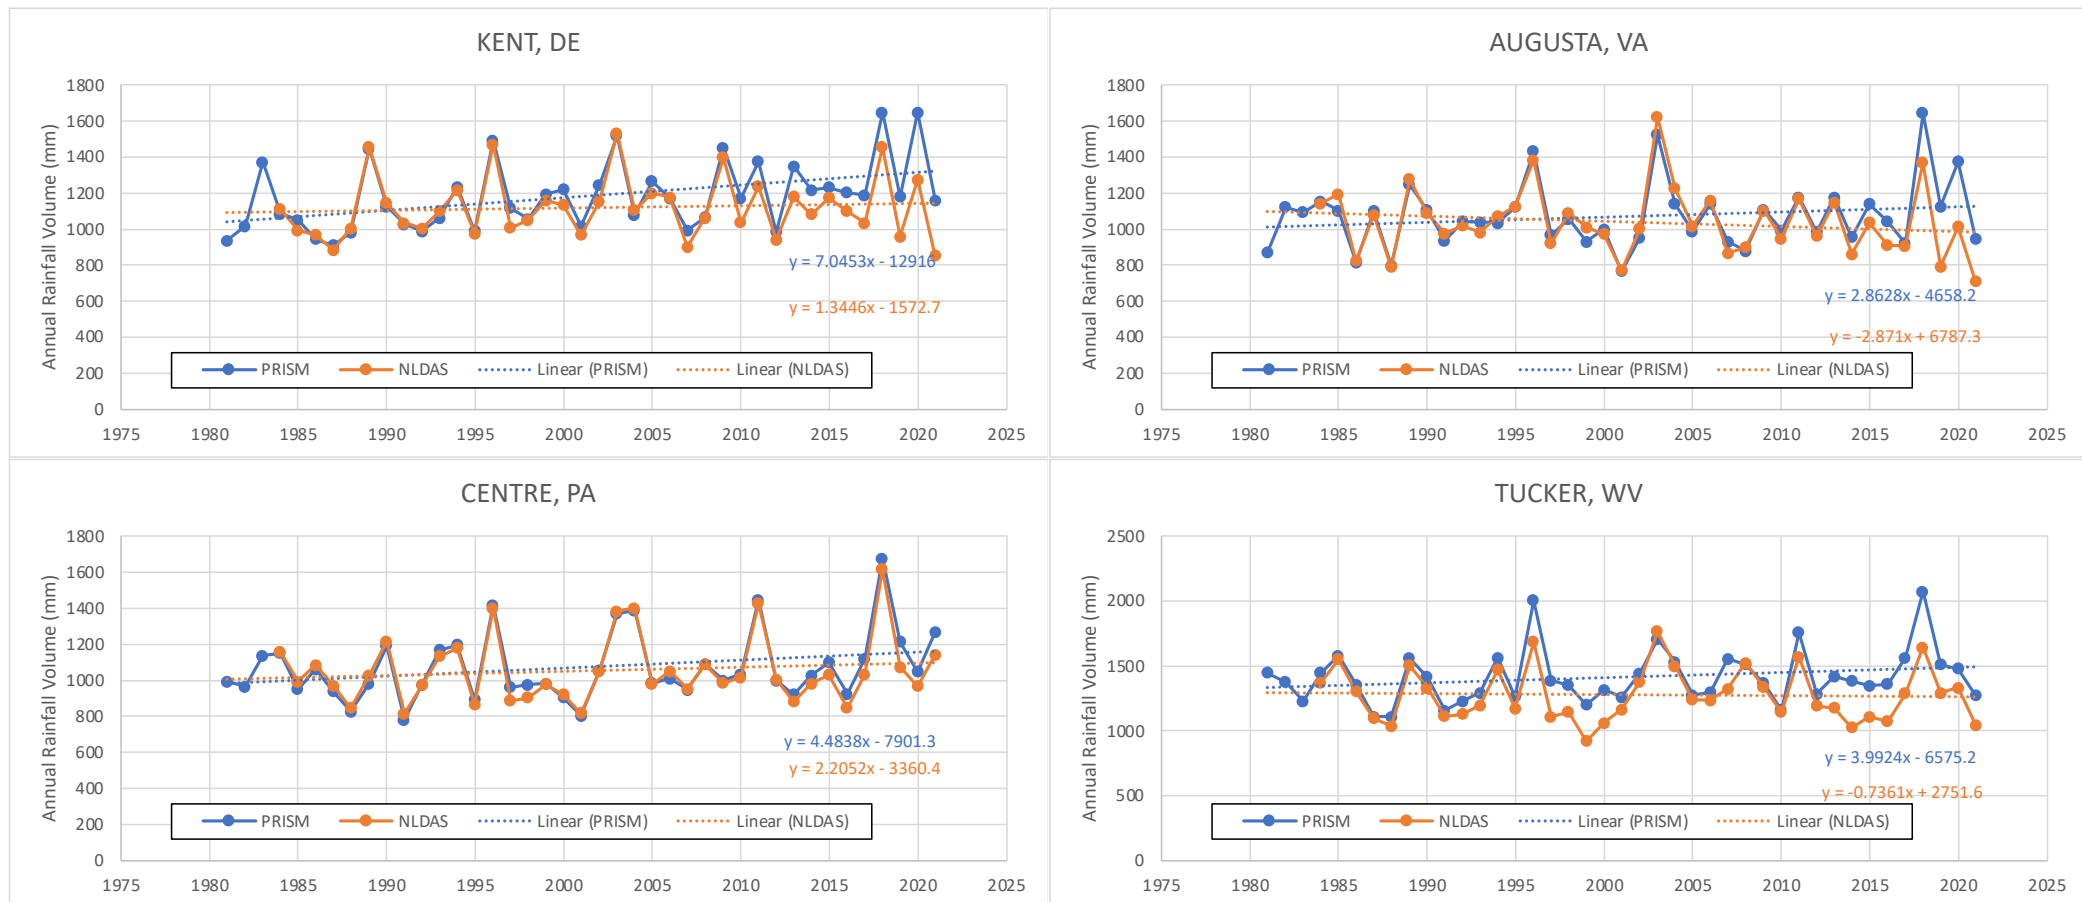 KENT, DE
Annual Rainfall Volume (mm)
1800
1600
1400
1200
1000
800
600
400
200
0
y = 7.0453x - 12916
y = 1.3446x - 1572.7
PRISM NLDAS Linear (PRISM) Linear (NLDAS)
1975 1980 1985 1990 1995 2000 2005 2010 2015 2020 2025
AUGUSTA, VA
Annual Rainfall Volume (mm)
1800
1600
1400
1200
1000
800
600
400
200
0
y = 2.8628x - 4658.2
y = -2.871x + 6787.3
PRISM NLDAS Linear (PRISM) Linear (NLDAS)
1975 1980 1985 1990 1995 2000 2005 2010 2015 2020 2025
CENTRE, PA
Annual Rainfall Volume (mm)
1800
1600
1400
1200
1000
800
600
400
200
0
y = 4.4838x - 7901.3
y = 2.2052x - 3360.4
PRISM NLDAS Linear (PRISM) Linear (NLDAS)
1975 1980 1985 1990 1995 2000 2005 2010 2015 2020 2025
TUCKER, WV
Annual Rainfall Volume (mm)
2500
2000
1500
1000
500
0
y = 3.9924x - 6575.2
y = -0.7361x + 2751.6
PRISM NLDAS Linear (PRISM) Linear (NLDAS)
1975 1980 1985 1990 1995 2000 2005 2010 2015 2020 2025